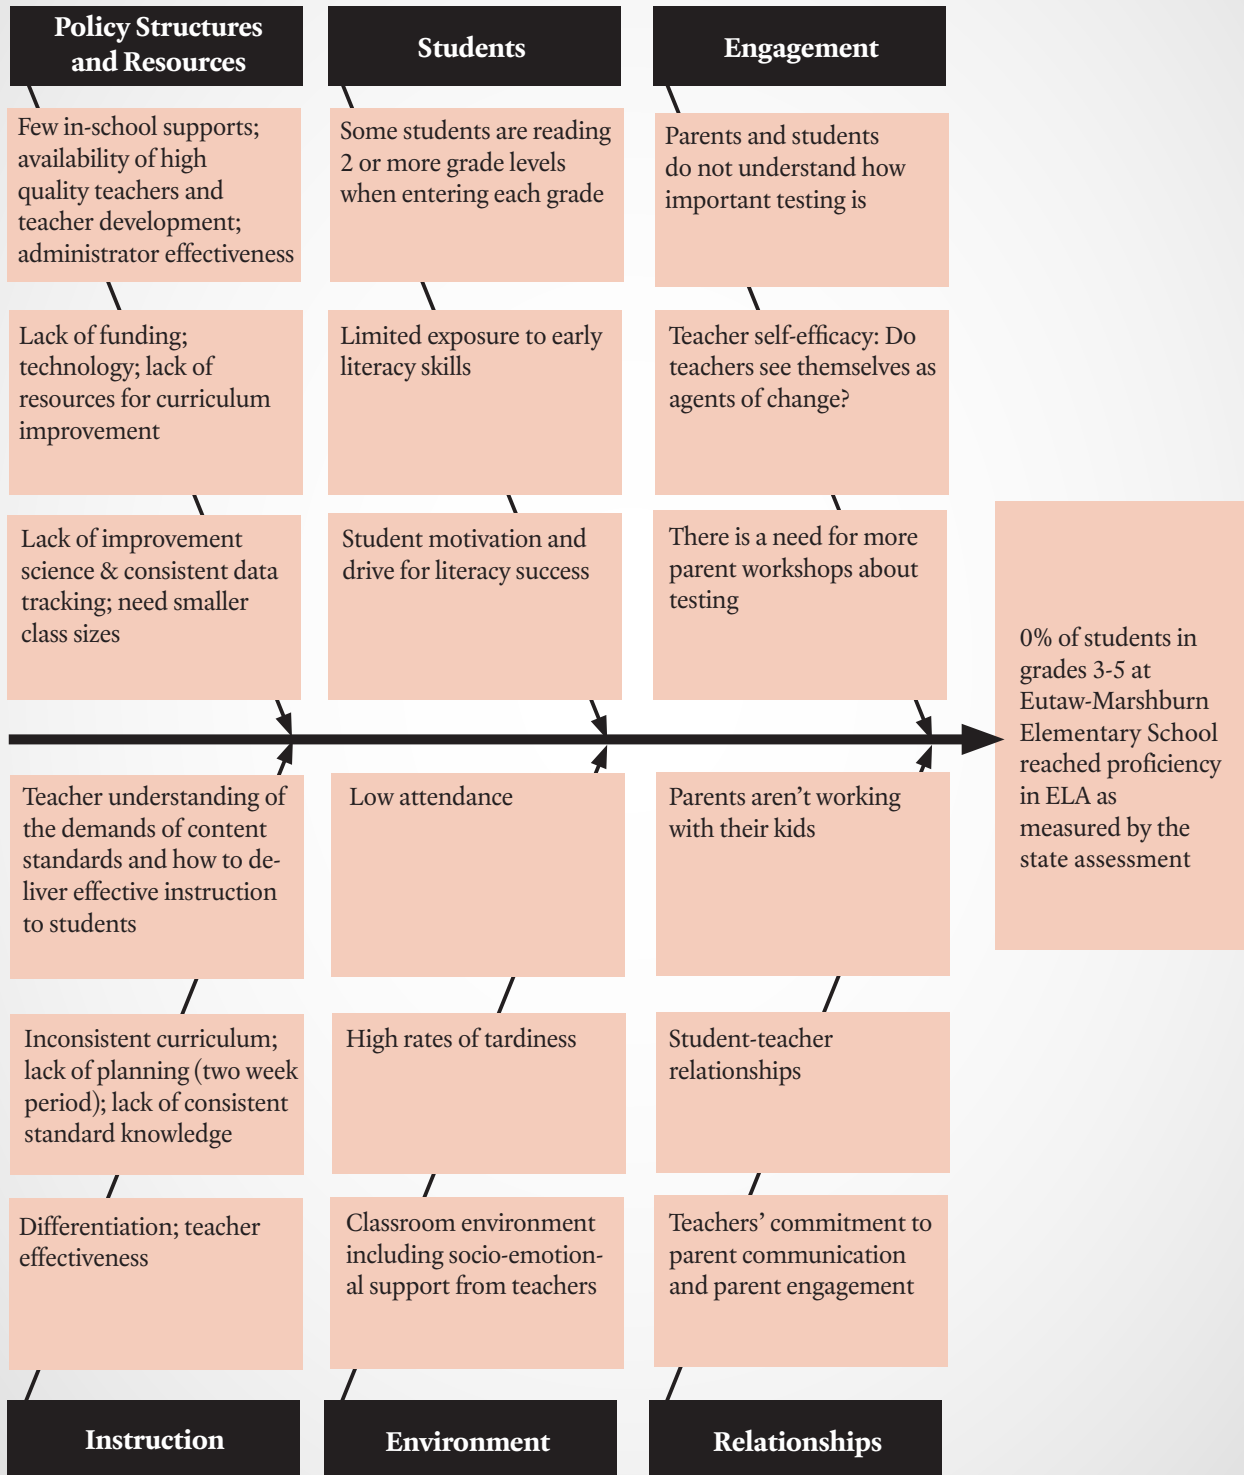 Policy Structures
and Resources
Students
Engagement
Few in-school supports;
availability of high
quality teachers and
teacher development;
administrator effectiveness
Some students are reading
2 or more grade levels
when entering each grade
Parents and students
do not understand how
important testing is
Lack of funding;
technology; lack of
resources for curriculum
improvement
Limited exposure to early
literacy skills
Teacher self-efficacy: Do
teachers see themselves as
agents of change?
Lack of improvement
science & consistent data
tracking; need smaller
class sizes
Student motivation and
drive for literacy success
There is a need for more
parent workshops about
testing
0% of students in
grades 3-5 at
Eutaw-Marshburn
Elementary School
reached proficiency
in ELA as
measured by the
state assessment
Teacher understanding of
the demands of content
standards and how to de-
liver effective instruction
to students
Low attendance
Parents aren’t working
with their kids
Inconsistent curriculum;
lack of planning (two week
period); lack of consistent
standard knowledge
High rates of tardiness
Student-teacher
relationships
Differentiation; teacher
effectiveness
Classroom environment
including socio-emotion-
al support from teachers
Teachers’ commitment to
parent communication
and parent engagement
Instruction
Environment
Relationships